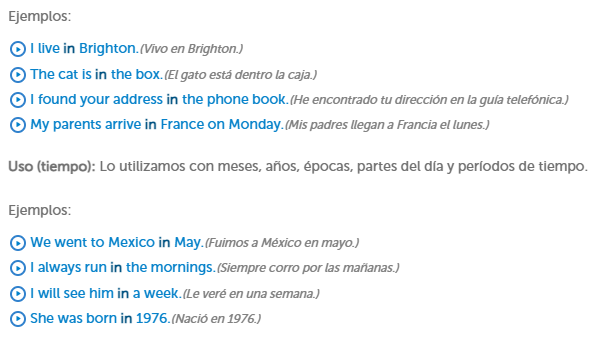 Ejemplos:
I live in Brighton.(Vivo en Brighton.)
The cat is in the box.(El gato está dentro la caja.)
I found your address in the phone book.(He encontrado tu dirección en la guía telefónica.)
My parents arrive in France on Monday.(Mis padres llegan a Francia el lunes.)
Uso (tiempo): Lo utilizamos con meses, años, épocas, partes del día y períodos de tiempo.
Ejemplos:
We went to Mexico in May.(Fuimos a México en mayo.)
I always run in the mornings.(Siempre corro por las mañanas.)
I will see him in a week.(Le veré en una semana.)
She was born in 1976.(Nació en 1976.)